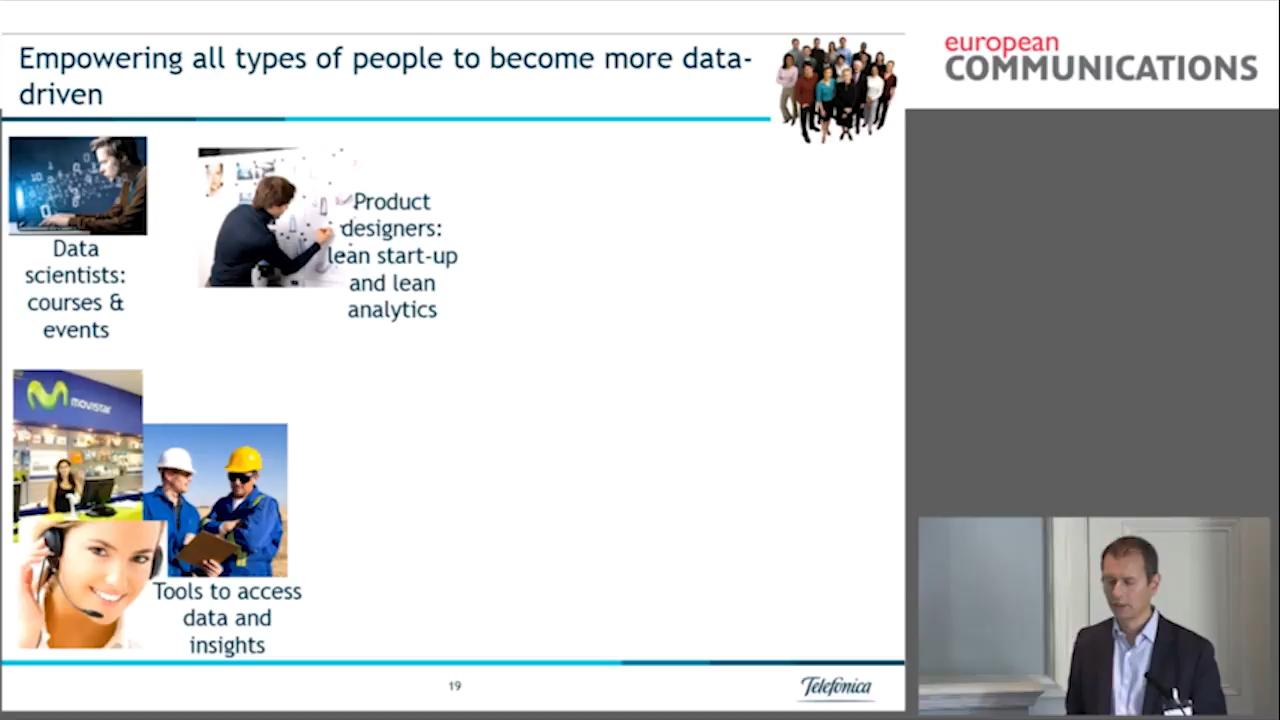 Empowering all types of people to become more data-
driven
european
COMMUNICATIONS
Data
scientists:
courses &
events
Product
designers:
lean start-up
and lean
analytics
movistar
Tools to access
data and
insights
19
Telefónica